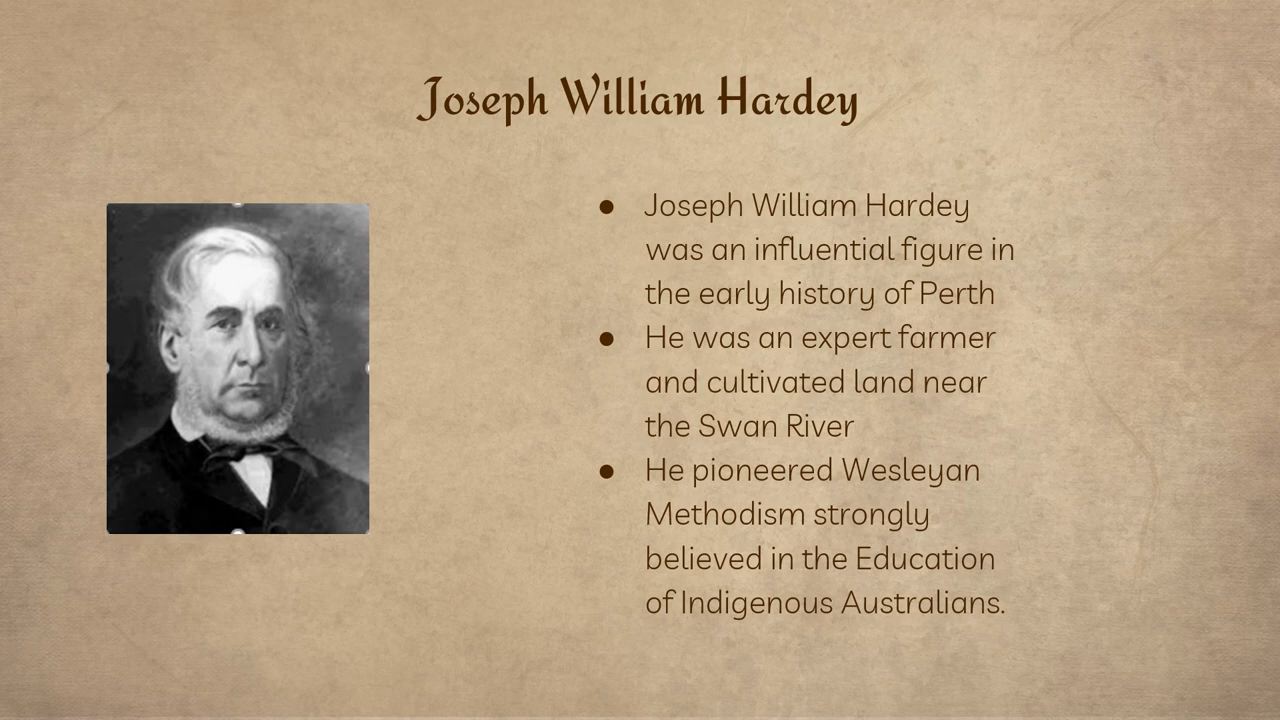 Joseph William Hardey
● Joseph William Hardey
was an influential figure in
the early history of Perth
● He was an expert farmer
and cultivated land near
the Swan River
● He pioneered Wesleyan
Methodism strongly
believed in the Education
of Indigenous Australians.